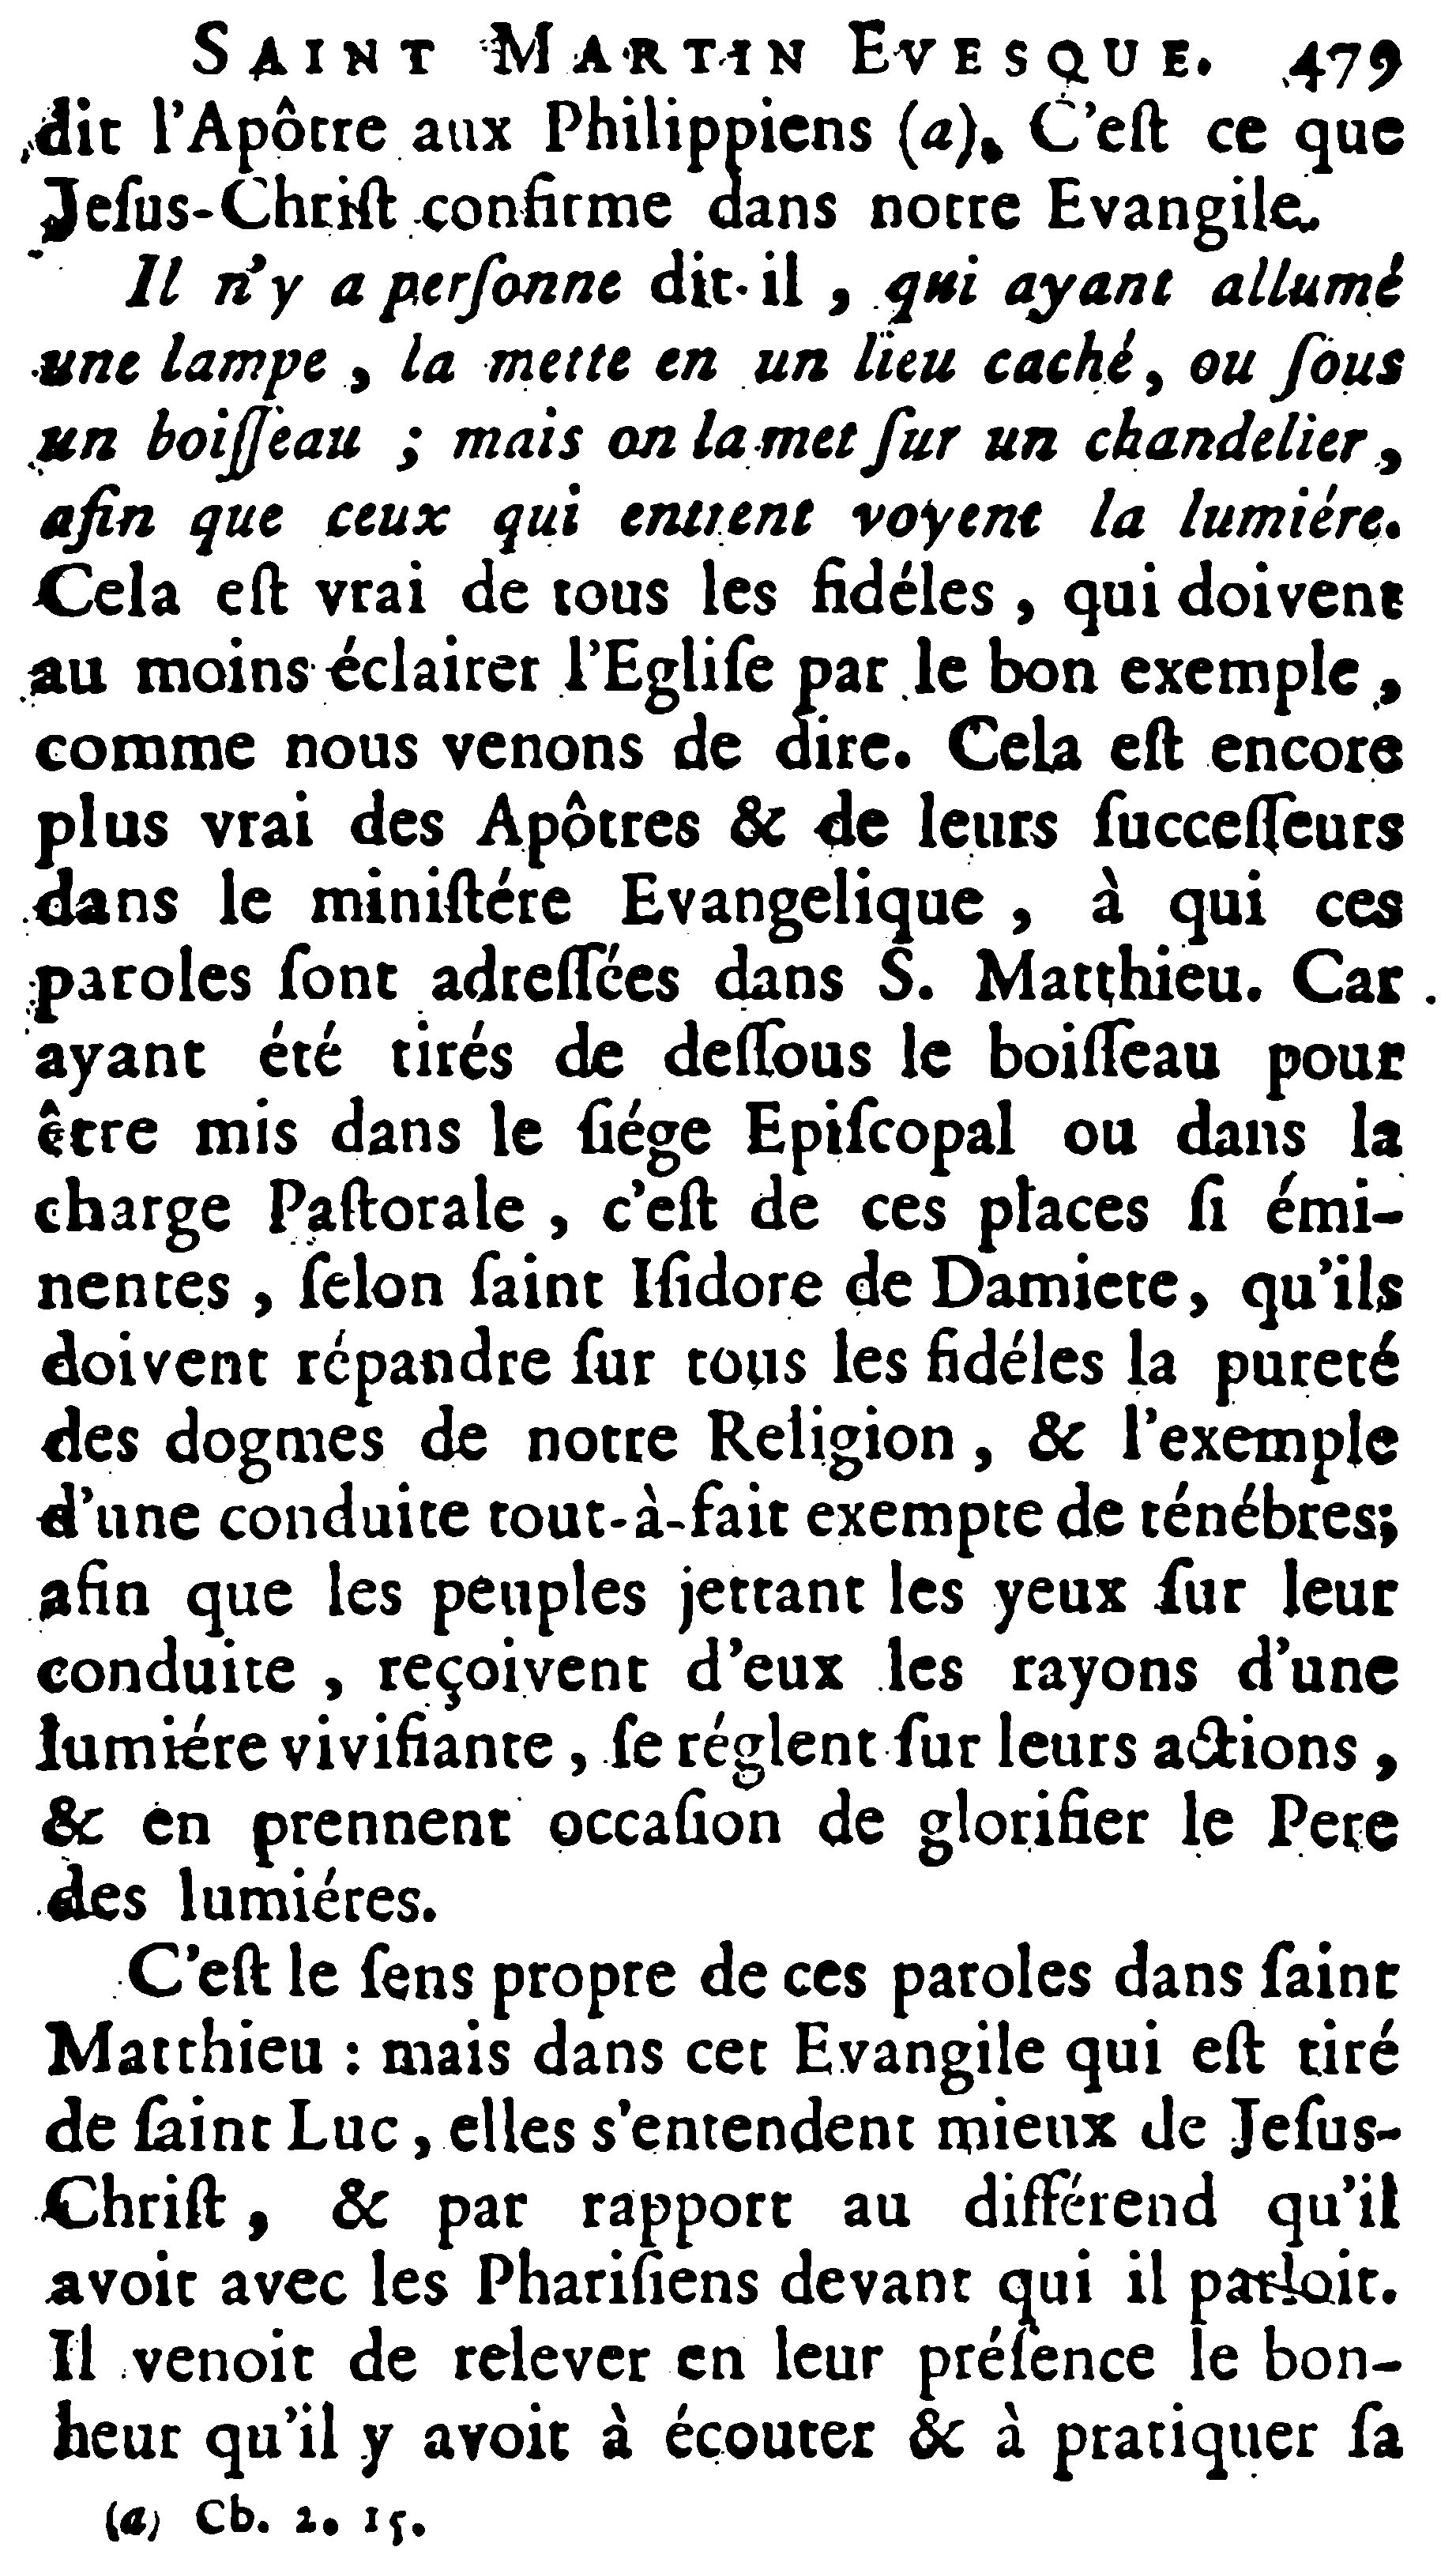 SAINT MARTIN EVESQUE. 479
dit l'Apôtre aux Philippiens (a). C'eſt ce que
Jeſus-Chriſt confirme dans notre Evangile.
Il n'y a perſonne dit-il , qui ayant allumé
une lampe , la mette en un lieu caché, ou ſous
un boiſſeau ; mais on la met ſur un chandelier ,
afin que ceux qui entrent voyent la lumiére.
Cela eſt vrai de tous les fidéles , qui doivent
au moins éclairer l'Egliſe par le bon exemple ,
comme nous venons de dire. Cela eſt encore
plus vrai des Apôtres & de leurs ſucceſſeurs
dans le miniſtére Evangelique , à qui ces
paroles ſont adreſſées dans S. Matthieu. Car
ayant été tirés de deſſous le boiſſeau pour
être mis dans le ſiége Epiſcopal ou dans la
charge Paſtorale , c'eſt de ces places ſi émi-
nentes , ſelon ſaint Iſidore de Damiete, qu'ils
doivent répandre ſur tous les fidéles la pureté
des dogmes de notre Religion , & l'exemple
d'une conduite tout-à-fait exempte de ténébres;
afin que les peuples jettant les yeux ſur leur
conduite , reçoivent d'eux les rayons d'une
lumiére vivifiante , ſe réglent ſur leurs actions ,
& en prennent occaſion de glorifier le Pere
des lumiéres.
C'eſt le ſens propre de ces paroles dans ſaint
Matthieu : mais dans cet Evangile qui eſt tiré
de ſaint Luc , elles s'entendent mieux de Jeſus-
Chriſt , & par rapport au différend qu'il
avoit avec les Phariſiens devant qui il parloit.
Il venoit de relever en leur préſence le bon-
heur qu'il y avoit à écouter & à pratiquer ſa
(a) Cb. 2. 15.